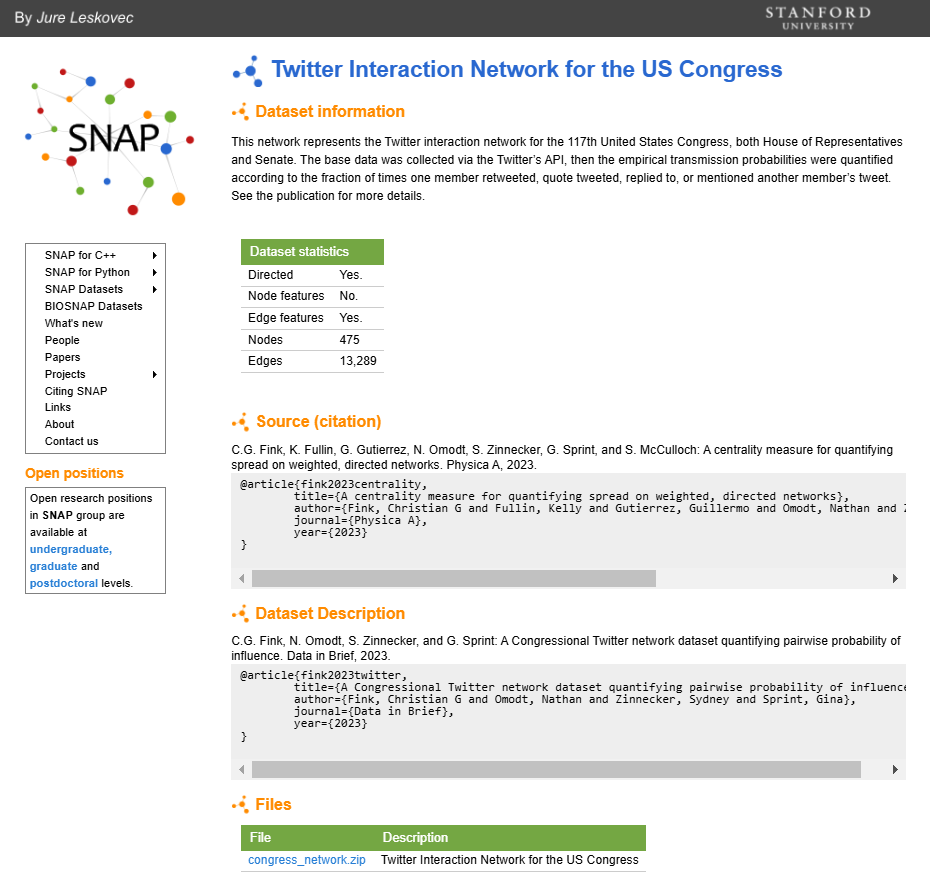 By Jure Leskovec
STANFORD
UNIVERSITY
SNAP
SNAP for C++
SNAP for Python
SNAP Datasets
BIOSNAP Datasets
What's new
People
Papers
Projects
Citing SNAP
Links
About
Contact us
Open positions
Open research positions
in SNAP group are
available at
undergraduate,
graduate and
postdoctoral levels.
Twitter Interaction Network for the US Congress
Dataset information
This network represents the Twitter interaction network for the 117th United States Congress, both House of Representatives
and Senate. The base data was collected via the Twitter's API, then the empirical transmission probabilities were quantified
according to the fraction of times one member retweeted, quote tweeted, replied to, or mentioned another member's tweet.
See the publication for more details.
Dataset statistics
Directed Yes.
Node features No.
Edge features Yes.
Nodes 475
Edges 13,289
Source (citation)
C.G. Fink, K. Fullin, G. Gutierrez, N. Omodt, S. Zinnecker, G. Sprint, and S. McCulloch: A centrality measure for quantifying
spread on weighted, directed networks. Physica A, 2023.
@article{fink2023centrality,
title={A centrality measure for quantifying spread on weighted, directed networks},
author={Fink, Christian G and Fullin, Kelly and Gutierrez, Guillermo and Omodt, Nathan and
journal={Physica A},
year={2023}
}
Dataset Description
C.G. Fink, N. Omodt, S. Zinnecker, and G. Sprint: A Congressional Twitter network dataset quantifying pairwise probability of
influence. Data in Brief, 2023.
@article{fink2023twitter,
title={A Congressional Twitter network dataset quantifying pairwise probability of influence
author={Fink, Christian G and Omodt, Nathan and Zinnecker, Sydney and Sprint, Gina},
journal={Data in Brief},
year={2023}
}
Files
File Description
congress_network.zip Twitter Interaction Network for the US Congress